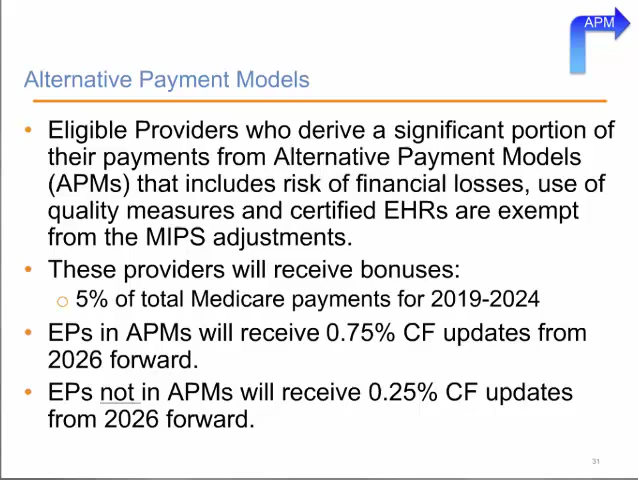 APM
Alternative Payment Models
• Eligible Providers who derive a significant portion of
their payments from Alternative Payment Models
(APMs) that includes risk of financial losses, use of
quality measures and certified EHRs are exempt
from the MIPS adjustments.
• These providers will receive bonuses:
o 5% of total Medicare payments for 2019-2024
• EPs in APMs will receive 0.75% CF updates from
2026 forward.
• EPs not in APMs will receive 0.25% CF updates
from 2026 forward.
31